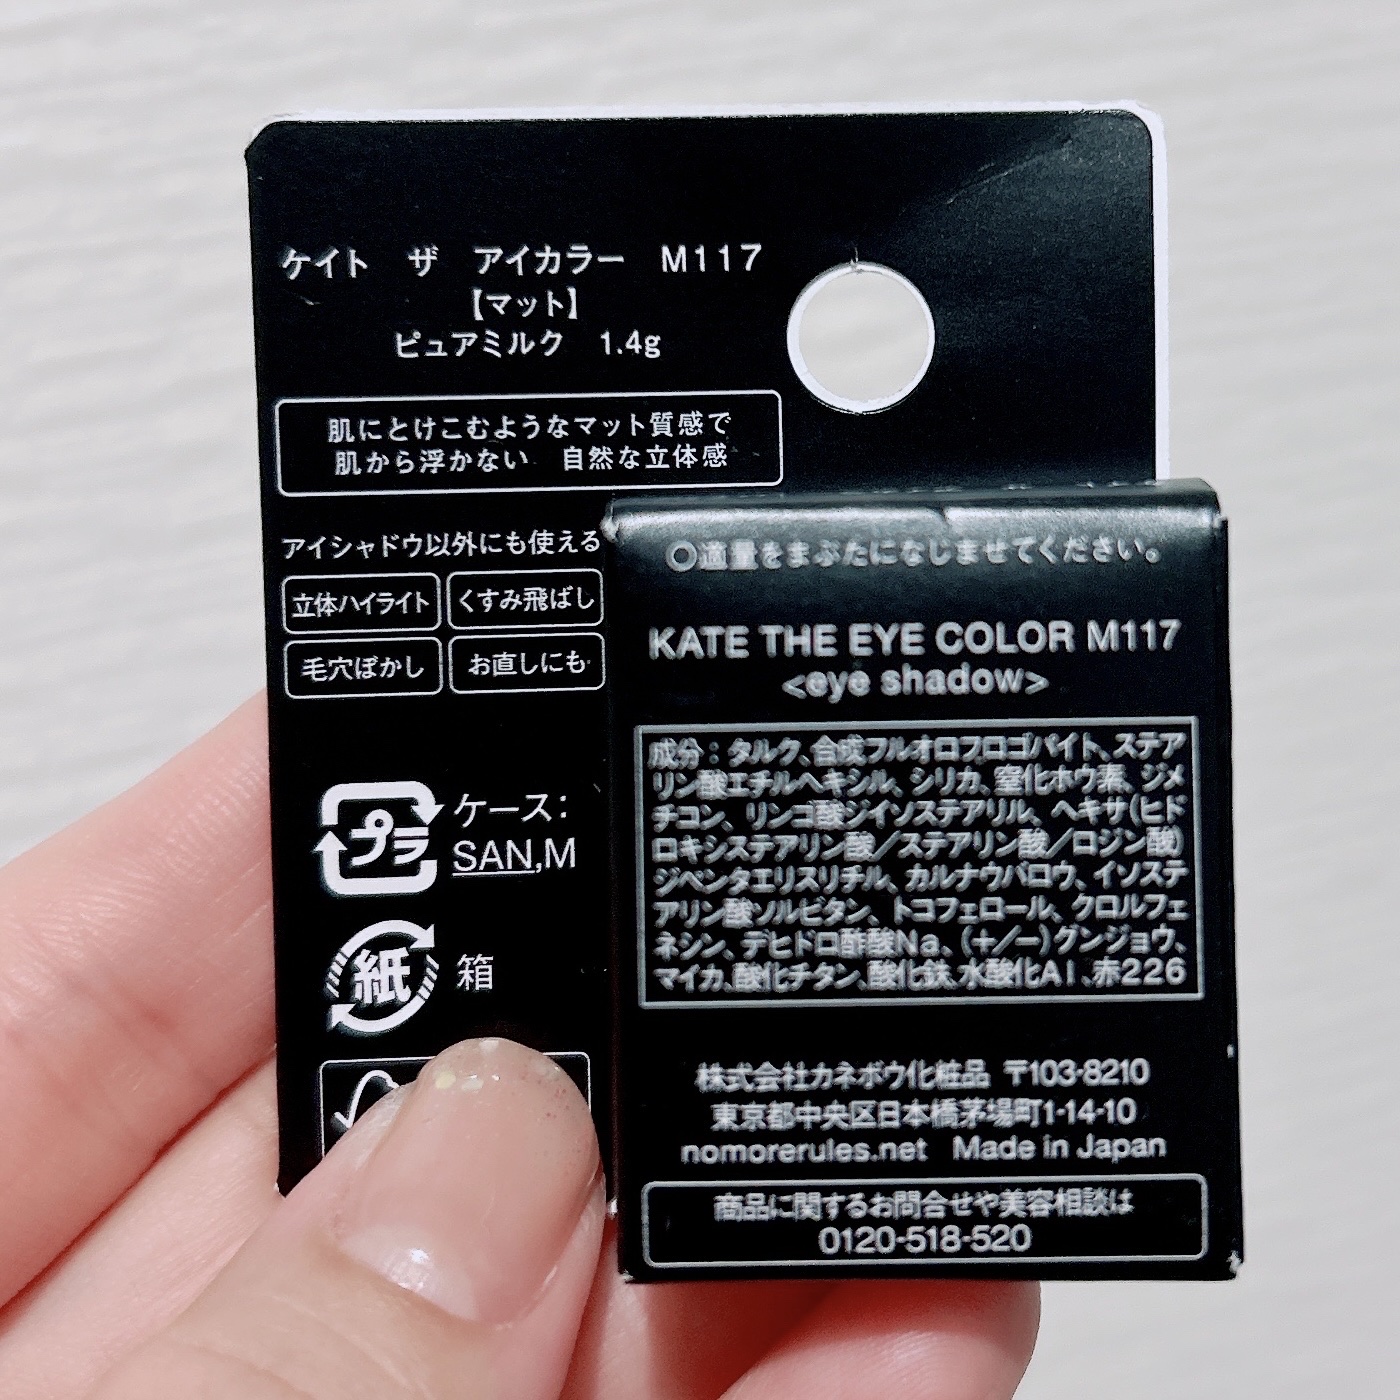 ケイト ザ アイカラー M117
【マット】
ピュアミルク 1.4g
肌にとけこむようなマット質感で
肌から浮かない 自然な立体感
アイシャドウ以外にも使える
立体ハイライト
くすみ飛ばし
毛穴ぼかし
お直しにも
プラ
ケース:
SAN,M
紙
箱
○適量をまぶたになじませてください。
KATE THE EYE COLOR M117
<eye shadow>
成分:タルク、合成フルオロフロゴパイト、ステア
リン酸エチルヘキシル、シリカ、窒化ホウ素、ジメ
チコン、リンゴ酸ジイソステアリル、ヘキサ(ヒド
ロキシステアリン酸/ステアリン酸/ロジン酸)
ジペンタエリスリチル、カルナウバロウ、イソステ
アリン酸ソルビタン、トコフェロール、クロルフェ
ネシン、デヒドロ酢酸Na、(+/−)グンジョウ、
マイカ、酸化チタン、酸化鉄、水酸化Al、赤226
株式会社カネボウ化粧品 〒103-8210
東京都中央区日本橋茅場町1-14-10
nomorerules.net Made in Japan
商品に関するお問合せや美容相談は
0120-518-520